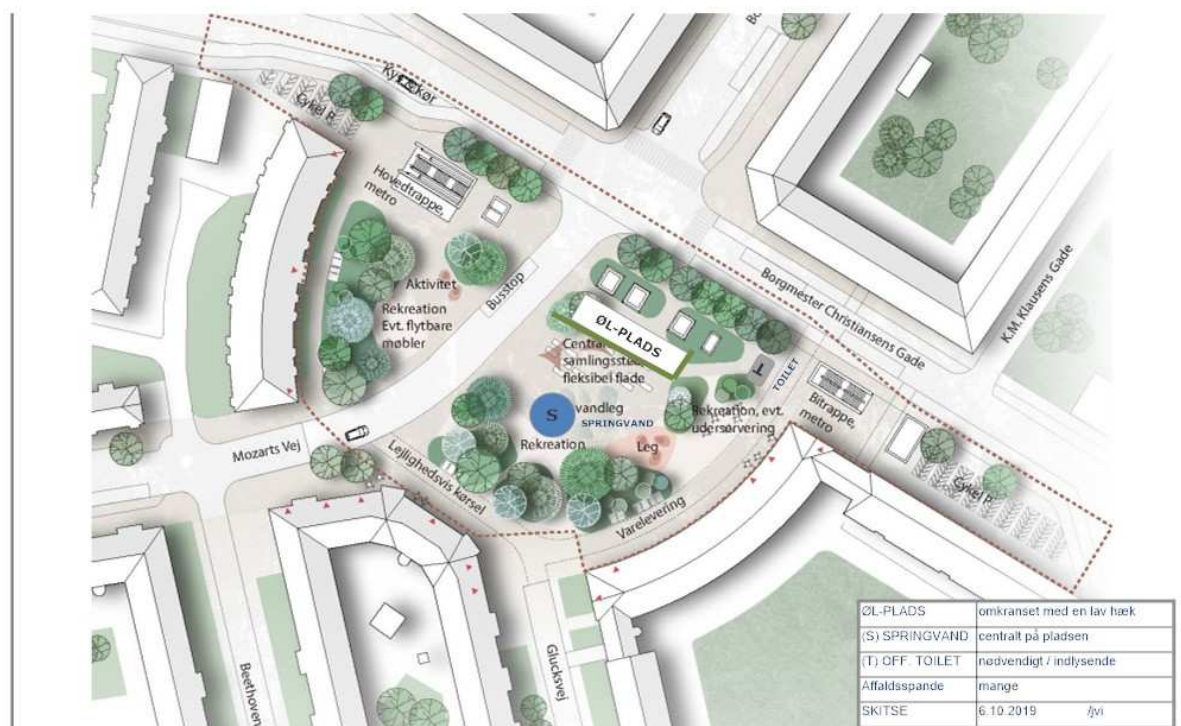 Kys & Kør
Cykel P.
Hovedtrappe,
metro
Aktivitet
Busstop
Rekreation
Evt. flytbare
møbler
Borgmester Christiansens Gade
K.M. Klausens Gade
ØL-PLADS
Central
samlingssted,
fleksibel flade
T
TOILET
Bitrappe,
metro
S
vandleg
SPRINGVAND
Rekreation, evt.
udeservering
Rekreation
Leg
Mozarts Vej
Lejlighedsvis kørsel
Varelevering
Cykel P.
Glucksvej
Beethoven
ØL-PLADS omkranset med en lav hæk
(S) SPRINGVAND centralt på pladsen
(T) OFF. TOILET nødvendigt / indlysende
Affaldsspande mange
SKITSE 6.10.2019 /jvi